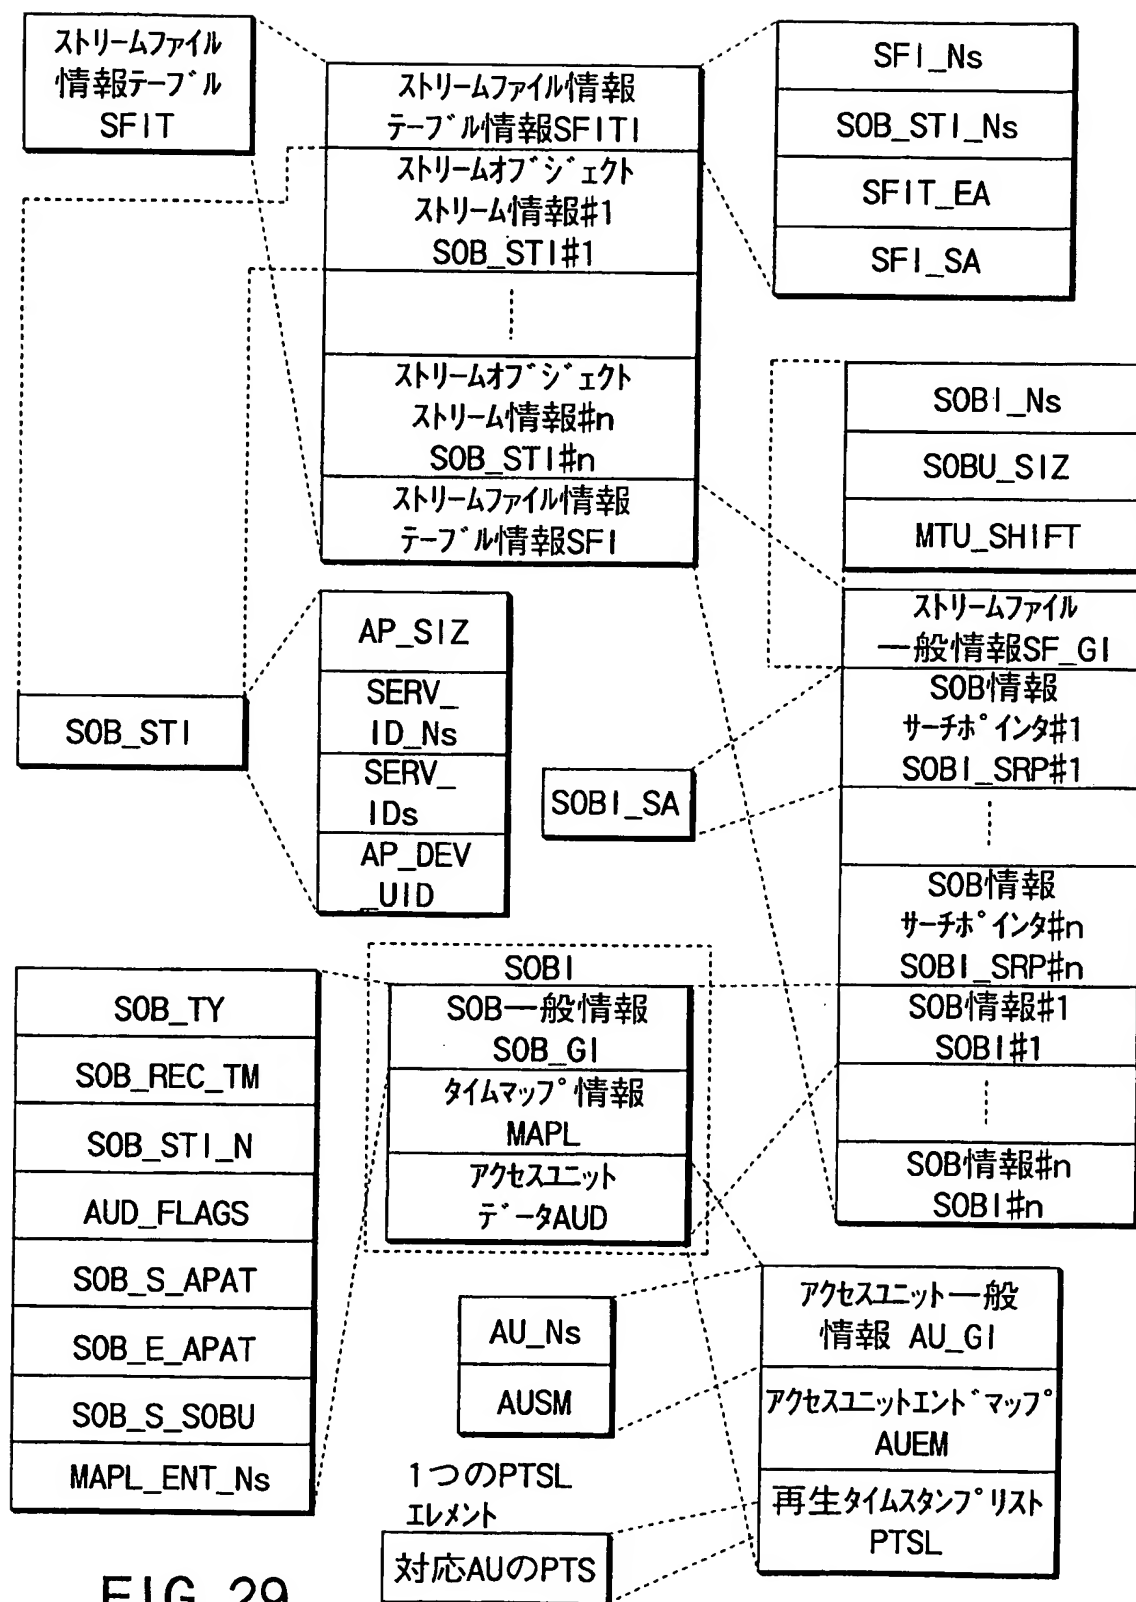 ストリームファイル
情報テーブル
SFIT
ストリームファイル情報
テーブル情報SFITI
ストリームオブジェクト
ストリーム情報#1
SOB_STI#1
ストリームオブジェクト
ストリーム情報#n
SOB_STI#n
ストリームファイル情報
テーブル情報SFI
SFI_Ns
SOB_STI_Ns
SFIT_EA
SFI_SA
SOBI_Ns
SOBU_SIZ
MTU_SHIFT
ストリームファイル
一般情報SF_GI
SOB情報
サーチポインタ#1
SOBI_SRP#1
SOB情報
サーチポインタ#n
SOBI_SRP#n
SOB情報#1
SOBI#1
SOB情報#n
SOBI#n
SOB_STI
AP_SIZ
SERV_
ID_Ns
SERV_
IDs
AP_DEV
_UID
SOBI_SA
SOBI
SOB一般情報
SOB_GI
タイムマップ情報
MAPL
アクセスユニット
データAUD
SOB_TY
SOB_REC_TM
SOB_STI_N
AUD_FLAGS
SOB_S_APAT
SOB_E_APAT
SOB_S_SOBU
MAPL_ENT_Ns
AU_Ns
AUSM
アクセスユニット一般
情報 AU_GI
アクセスユニットエンドマップ
AUEM
再生タイムスタンプリスト
PTSL
1つのPTSL
エレメント
対応AUのPTS
FIG. 29